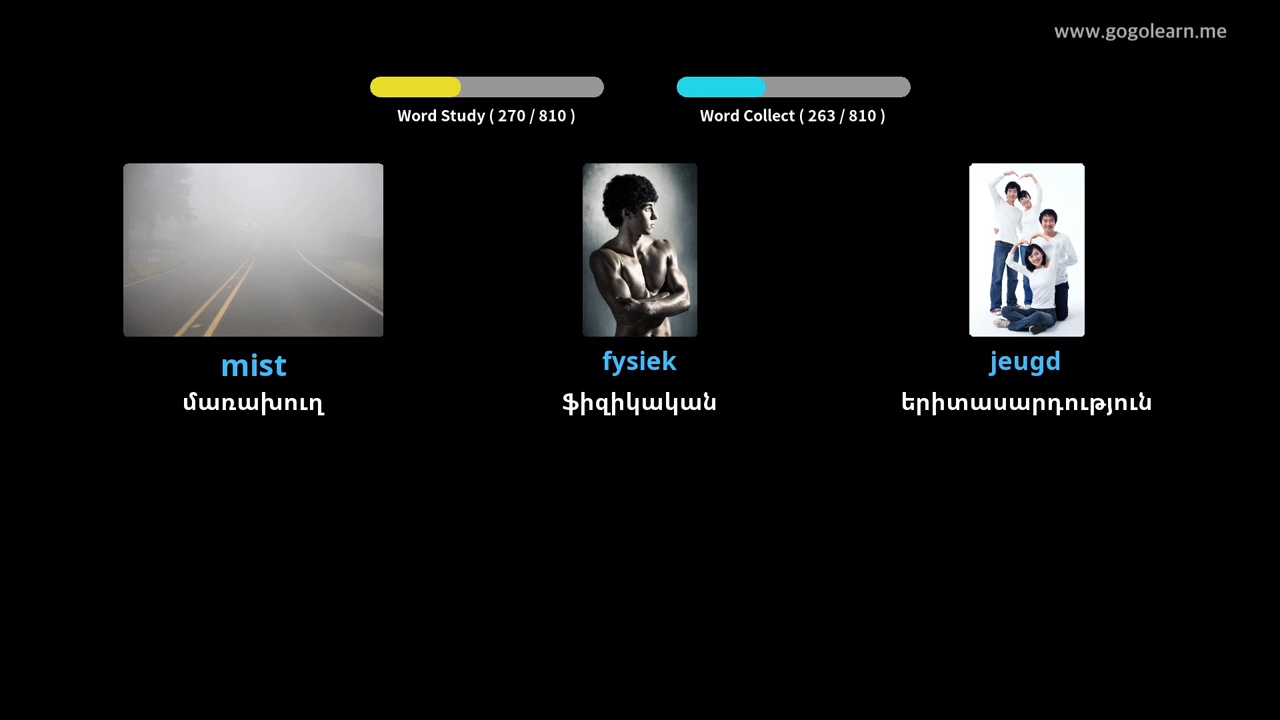 www.gogolearn.me
Word Study ( 270 / 810 )
Word Collect ( 263 / 810 )
mist
մառախուղ
fysiek
ֆիզիկական
jeugd
երիտասարդություն